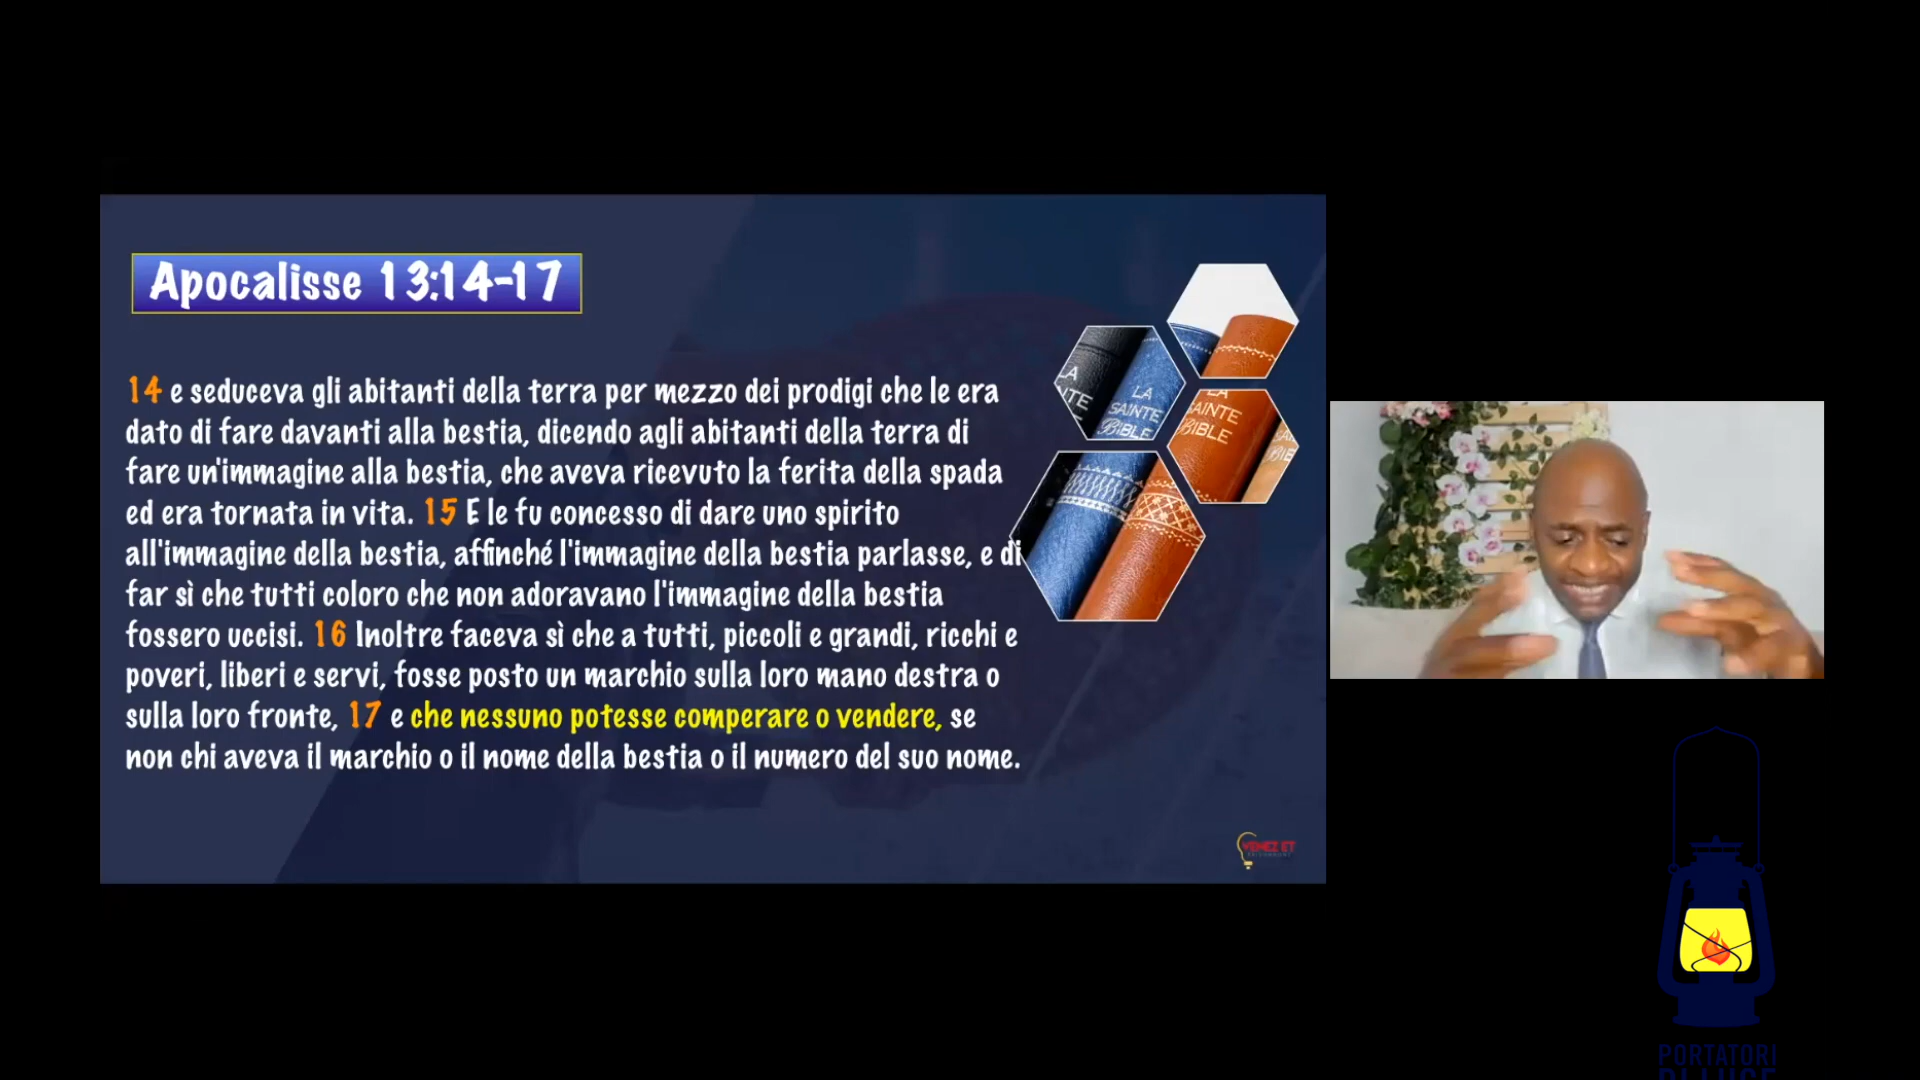 Apocalisse 13:14-17
14 e seduceva gli abitanti della terra per mezzo dei prodigi che le era
dato di fare davanti alla bestia, dicendo agli abitanti della terra di
fare un'immagine alla bestia, che aveva ricevuto la ferita della spada
ed era tornata in vita. 15 E le fu concesso di dare uno spirito
all'immagine della bestia, affinché l'immagine della bestia parlasse, e di
far sì che tutti coloro che non adoravano l'immagine della bestia
fossero uccisi. 16 Inoltre faceva sì che a tutti, piccoli e grandi, ricchi e
poveri, liberi e servi, fosse posto un marchio sulla loro mano destra o
sulla loro fronte, 17 e che nessuno potesse comperare o vendere, se
non chi aveva il marchio o il nome della bestia o il numero del suo nome.
LA
SAINTE
BIBLE
LA
SAINTE
BIBLE
VENEZ ET
PORTATORI
DI LUCE